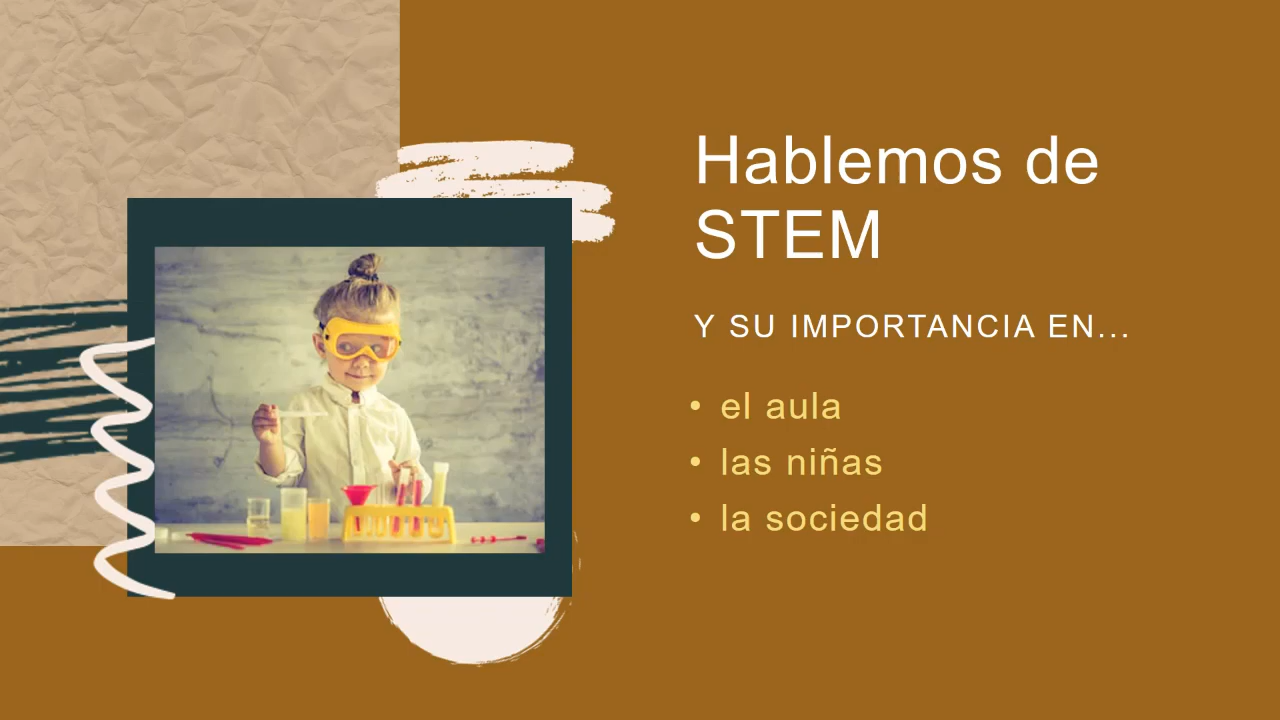 Hablemos de
STEM
Y SU IMPORTANCIA EN...
• el aula
• las niñas
• la sociedad